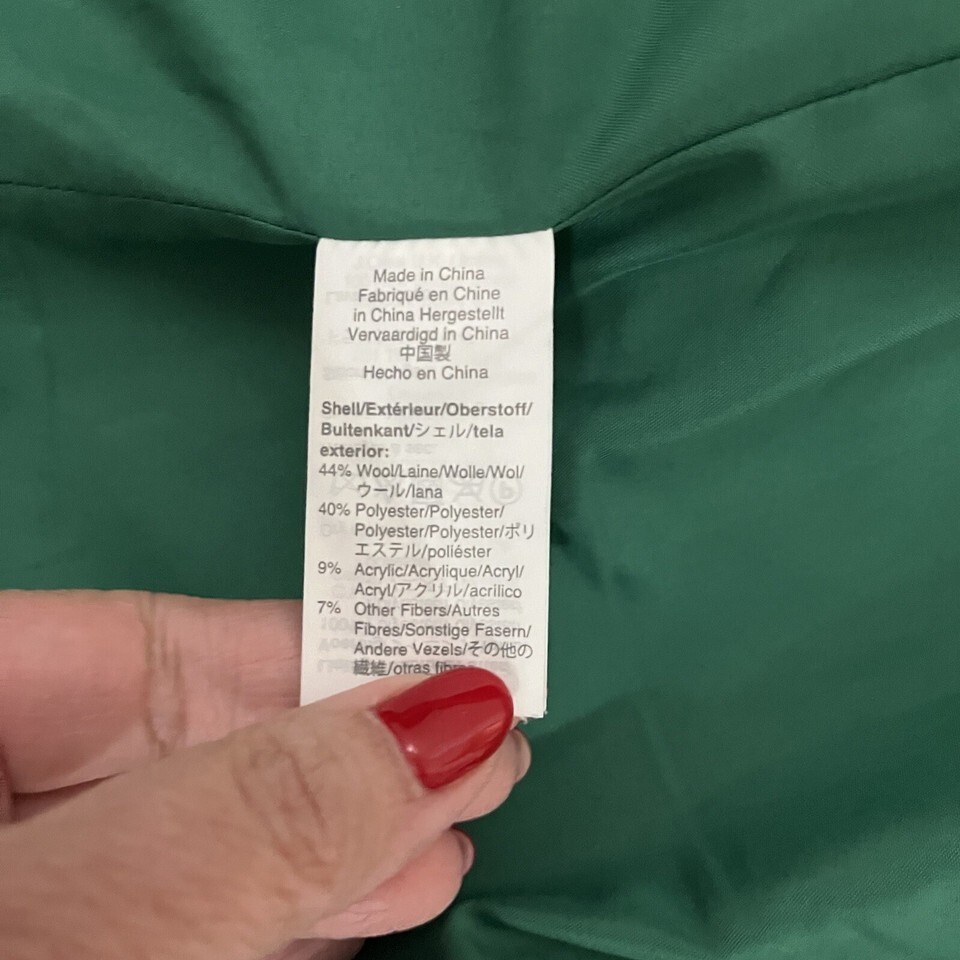 Made in China
Fabriqué en Chine
in China Hergestellt
Vervaardigd in China
中国製
Hecho en China
Shell/Extérieur/Oberstoff/
Buitenkant/シェル/tela
exterior:
44% Wool/Laine/Wolle/Wol/
ウール/lana
40% Polyester/Polyester/
Polyester/Polyester/ポリ
エステル/poliéster
9% Acrylic/Acrylique/Acryl/
Acryl/アクリル/acrilico
7% Other Fibers/Autres
Fibres/Sonstige Fasern/
Andere Vezels/その他の
繊維/otras